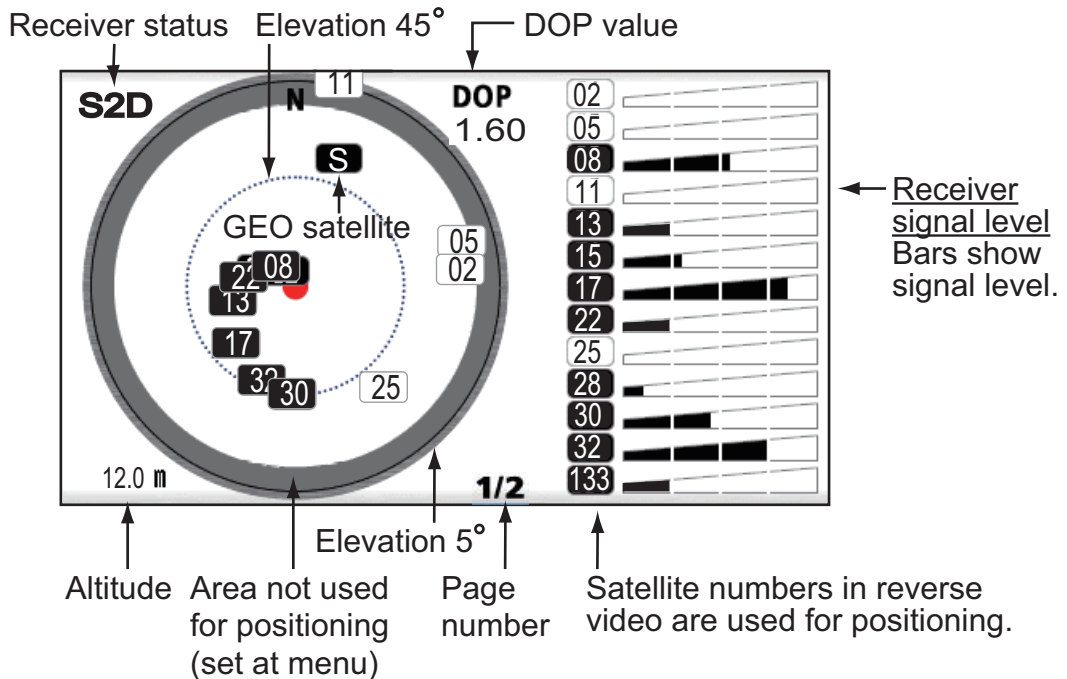 Receiver status
Elevation 45°
DOP value
S2D
N
11
DOP
1.60
S
GEO satellite
05
02
22
08
13
17
32
30
25
12.0 m
1/2
02
05
08
11
13
15
17
22
25
28
30
32
133
Receiver
signal level
Bars show
signal level.
Elevation 5°
Altitude
Area not used
for positioning
(set at menu)
Page
number
Satellite numbers in reverse
video are used for positioning.